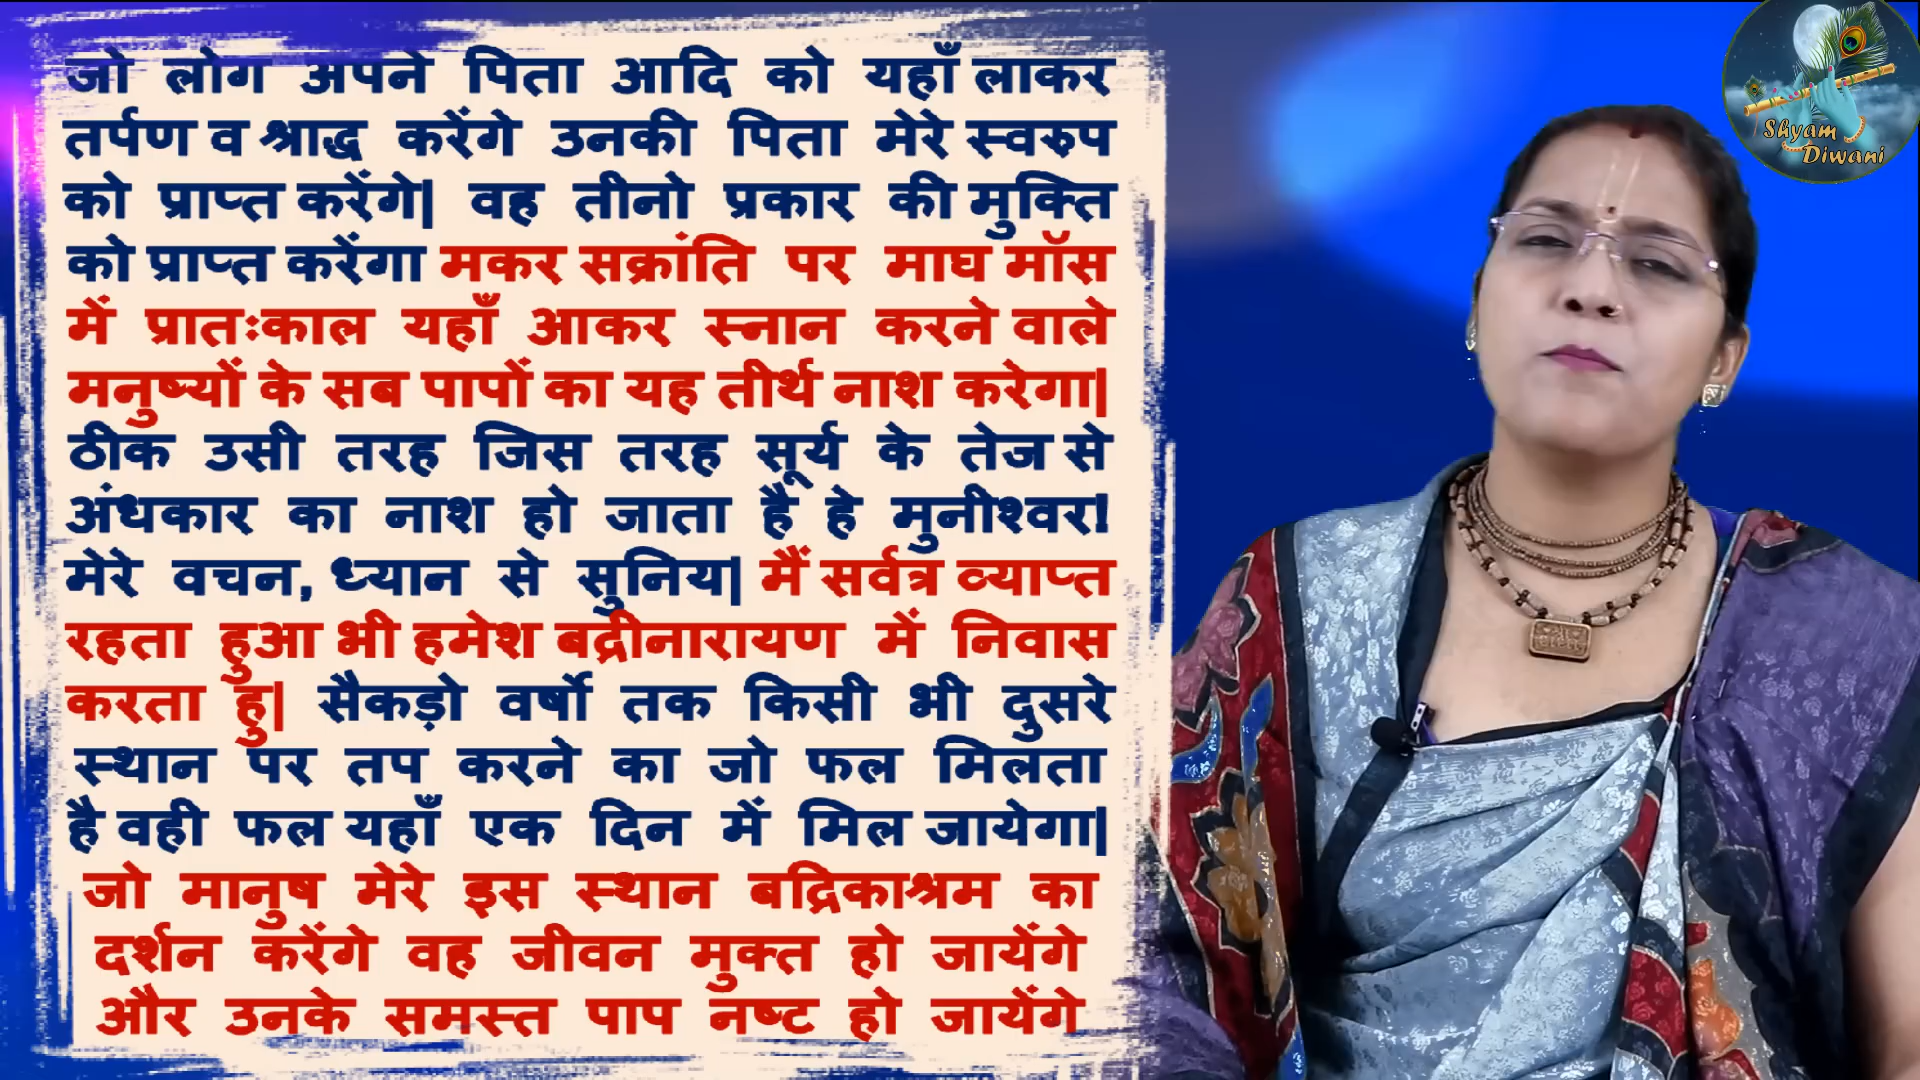 जो लोग अपने पिता आदि को यहाँ लाकर
तर्पण व श्राद्ध करेंगे उनकी पिता मेरे स्वरुप
को प्राप्त करेंगे| वह तीनो प्रकार की मुक्ति
को प्राप्त करेंगा मकर सक्रांति पर माघ मॉस
में प्रातःकाल यहाँ आकर स्नान करने वाले
मनुष्यों के सब पापों का यह तीर्थ नाश करेगा|
ठीक उसी तरह जिस तरह सूर्य के तेज से
अंधकार का नाश हो जाता है हे मुनीश्वर!
मेरे वचन, ध्यान से सुनिय| मैं सर्वत्र व्याप्त
रहता हुआ भी हमेश बद्रीनारायण में निवास
करता हु| सैकड़ो वर्षो तक किसी भी दुसरे
स्थान पर तप करने का जो फल मिलता
है वही फल यहाँ एक दिन में मिल जायेगा|
जो मानुष मेरे इस स्थान बद्रिकाश्रम का
दर्शन करेंगे वह जीवन मुक्त हो जायेंगे
और उनके समस्त पाप नष्ट हो जायेंगे
Shyam
Diwani